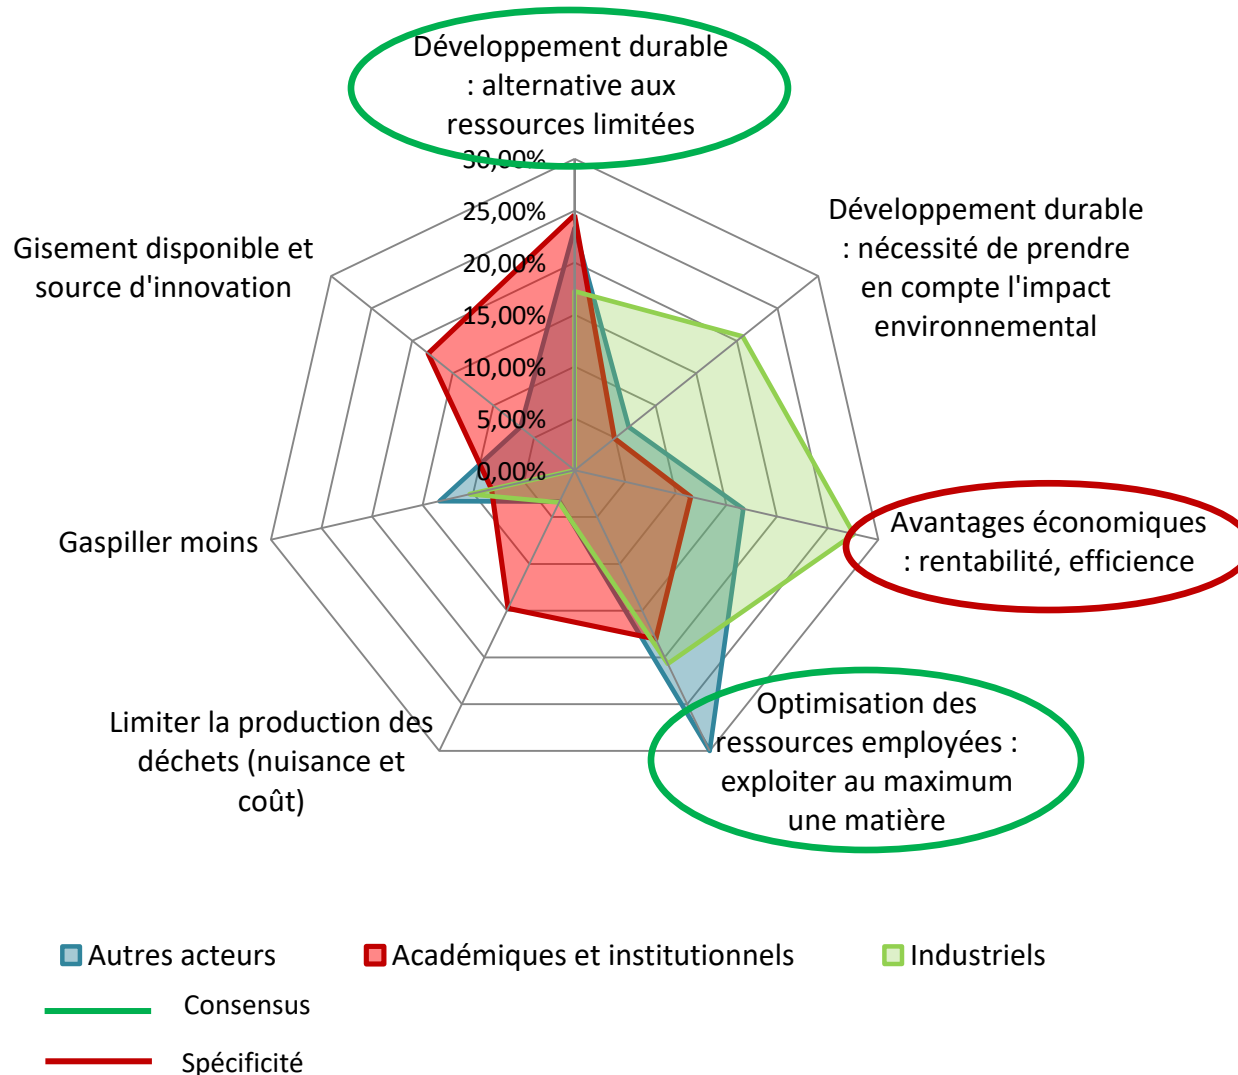 Développement durable
: alternative aux
ressources limitées
30,00%
25,00%
20,00%
15,00%
10,00%
5,00%
0,00%
Développement durable
: nécessité de prendre
en compte l'impact
environnemental
Avantages économiques
: rentabilité, efficience
Optimisation des
ressources employées :
exploiter au maximum
une matière
Limiter la production des
déchets (nuisance et
coût)
Gaspiller moins
Gisement disponible et
source d'innovation
Autres acteurs
Académiques et institutionnels
Industriels
Consensus
Spécificité